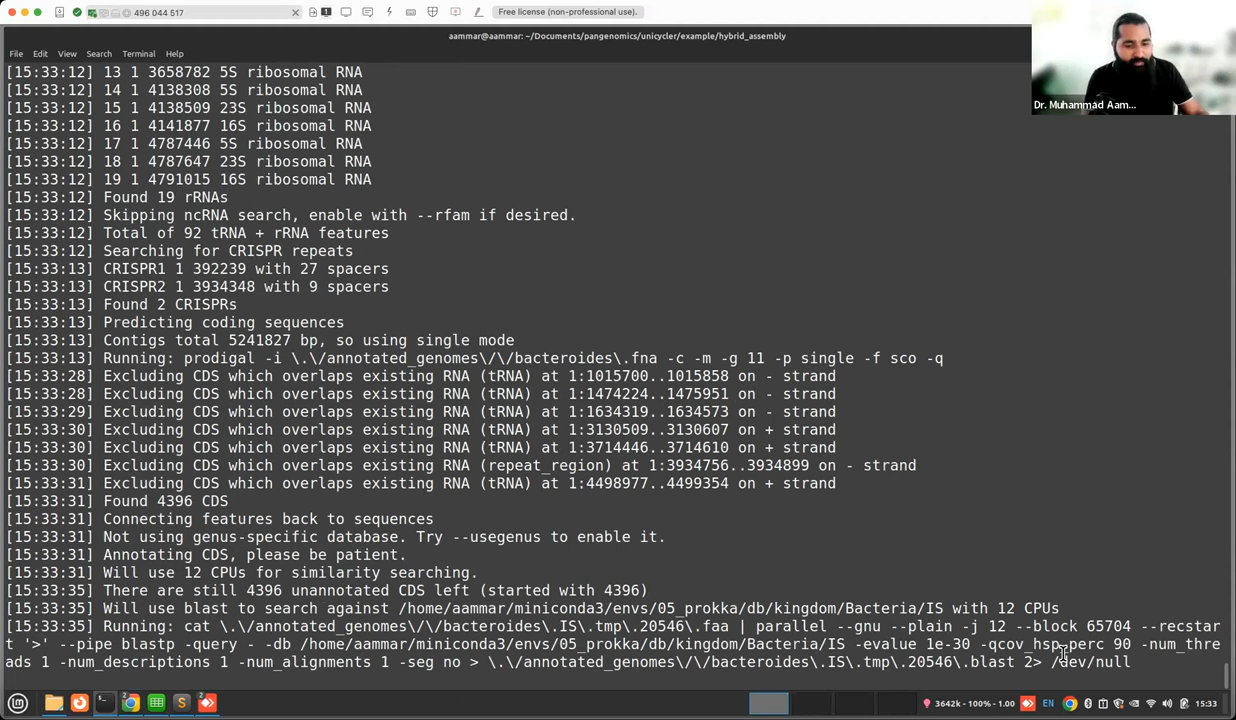 496 044 517
Free license (non-professional use).
aammar@aammar: ~/Documents/pangenomics/unicycler/example/hybrid_assembly
File Edit View Search Terminal Help
Dr. Muhammad Aam...
[15:33:12] 13 1 3658782 5S ribosomal RNA
[15:33:12] 14 1 4138308 5S ribosomal RNA
[15:33:12] 15 1 4138509 23S ribosomal RNA
[15:33:12] 16 1 4141877 16S ribosomal RNA
[15:33:12] 17 1 4787446 5S ribosomal RNA
[15:33:12] 18 1 4787647 23S ribosomal RNA
[15:33:12] 19 1 4791015 16S ribosomal RNA
[15:33:12] Found 19 rRNAs
[15:33:12] Skipping ncRNA search, enable with --rfam if desired.
[15:33:12] Total of 92 tRNA + rRNA features
[15:33:12] Searching for CRISPR repeats
[15:33:13] CRISPR1 1 392239 with 27 spacers
[15:33:13] CRISPR2 1 3934348 with 9 spacers
[15:33:13] Found 2 CRISPRs
[15:33:13] Predicting coding sequences
[15:33:13] Contigs total 5241827 bp, so using single mode
[15:33:13] Running: prodigal -i \.\/annotated_genomes\/\/bacteroides\.fna -c -m -g 11 -p single -f sco -q
[15:33:28] Excluding CDS which overlaps existing RNA (tRNA) at 1:1015700..1015858 on - strand
[15:33:28] Excluding CDS which overlaps existing RNA (tRNA) at 1:1474224..1475951 on - strand
[15:33:29] Excluding CDS which overlaps existing RNA (tRNA) at 1:1634319..1634573 on - strand
[15:33:30] Excluding CDS which overlaps existing RNA (tRNA) at 1:3130509..3130607 on + strand
[15:33:30] Excluding CDS which overlaps existing RNA (tRNA) at 1:3714446..3714610 on + strand
[15:33:30] Excluding CDS which overlaps existing RNA (repeat_region) at 1:3934756..3934899 on - strand
[15:33:31] Excluding CDS which overlaps existing RNA (tRNA) at 1:4498977..4499354 on + strand
[15:33:31] Found 4396 CDS
[15:33:31] Connecting features back to sequences
[15:33:31] Not using genus-specific database. Try --usegenus to enable it.
[15:33:31] Annotating CDS, please be patient.
[15:33:31] Will use 12 CPUs for similarity searching.
[15:33:35] There are still 4396 unannotated CDS left (started with 4396)
[15:33:35] Will use blast to search against /home/aammar/miniconda3/envs/05_prokka/db/kingdom/Bacteria/IS with 12 CPUs
[15:33:35] Running: cat \.\/annotated_genomes\/\/bacteroides\.IS\.tmp\.20546\.faa | parallel --gnu --plain -j 12 --block 65704 --recstar
t '>' --pipe blastp -query - -db /home/aammar/miniconda3/envs/05_prokka/db/kingdom/Bacteria/IS -evalue 1e-30 -qcov_hsp_perc 90 -num_thre
ads 1 -num_descriptions 1 -num_alignments 1 -seg no > \.\/annotated_genomes\/\/bacteroides\.IS\.tmp\.20546\.blast 2> /dev/null
3642k - 100% - 1.00 EN 15:33